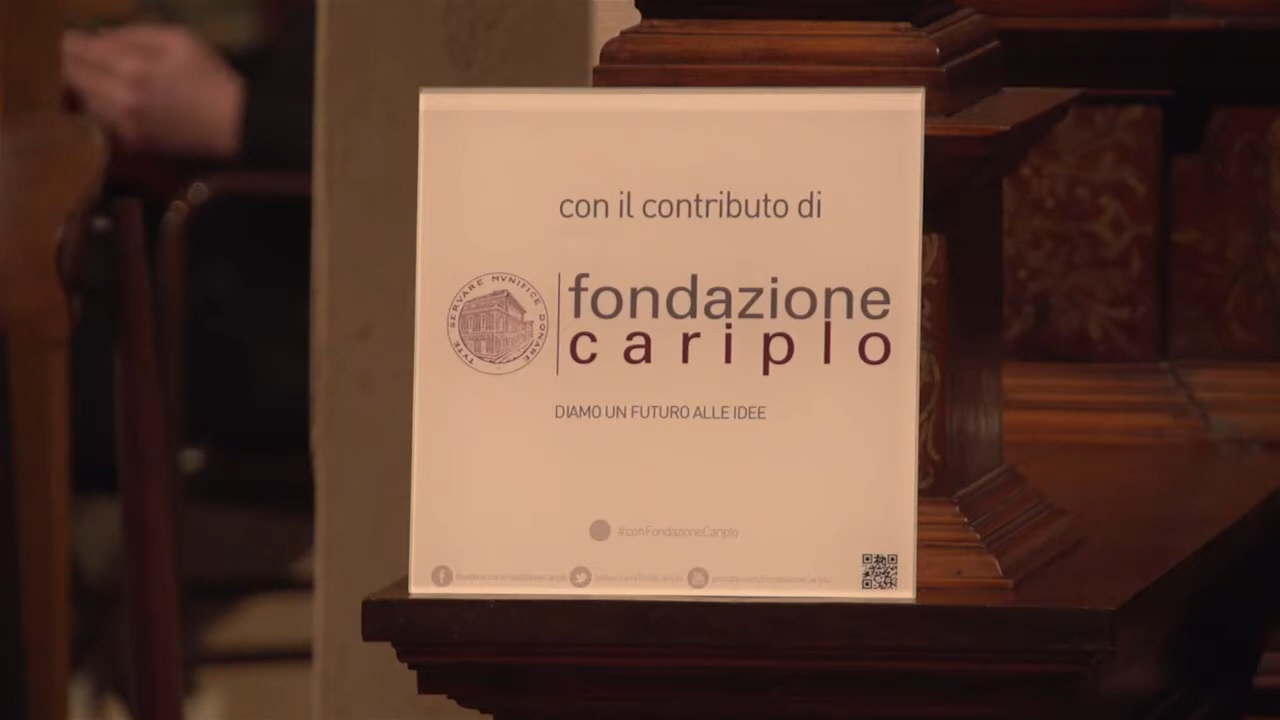 con il contributo di
TVTE SERVARE MVNIFICE DONARE
fondazione
cariplo
DIAMO UN FUTURO ALLE IDEE
#conFondazioneCariplo